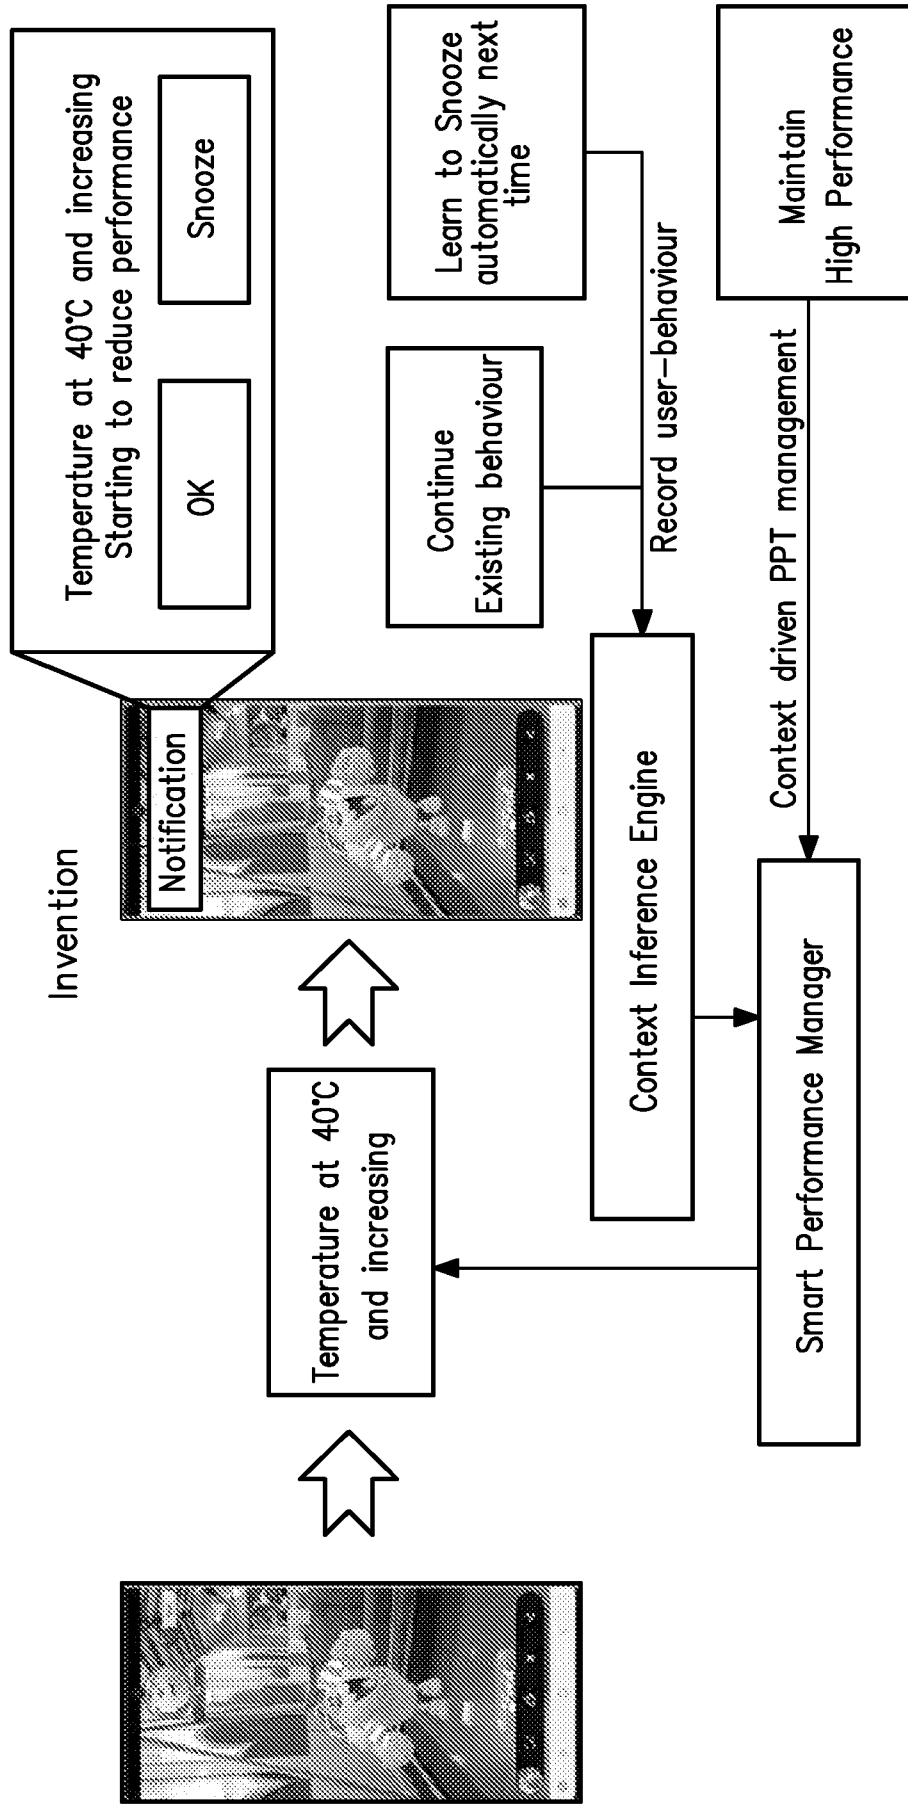 Invention
Temperature at 40°C
and increasing
Notification
Temperature at 40°C and increasing
Starting to reduce performance
OK
Snooze
Continue
Existing behaviour
Learn to Snooze
automatically next
time
Record user-behaviour
Context Inference Engine
Context driven PPT management
Smart Performance Manager
Maintain
High Performance